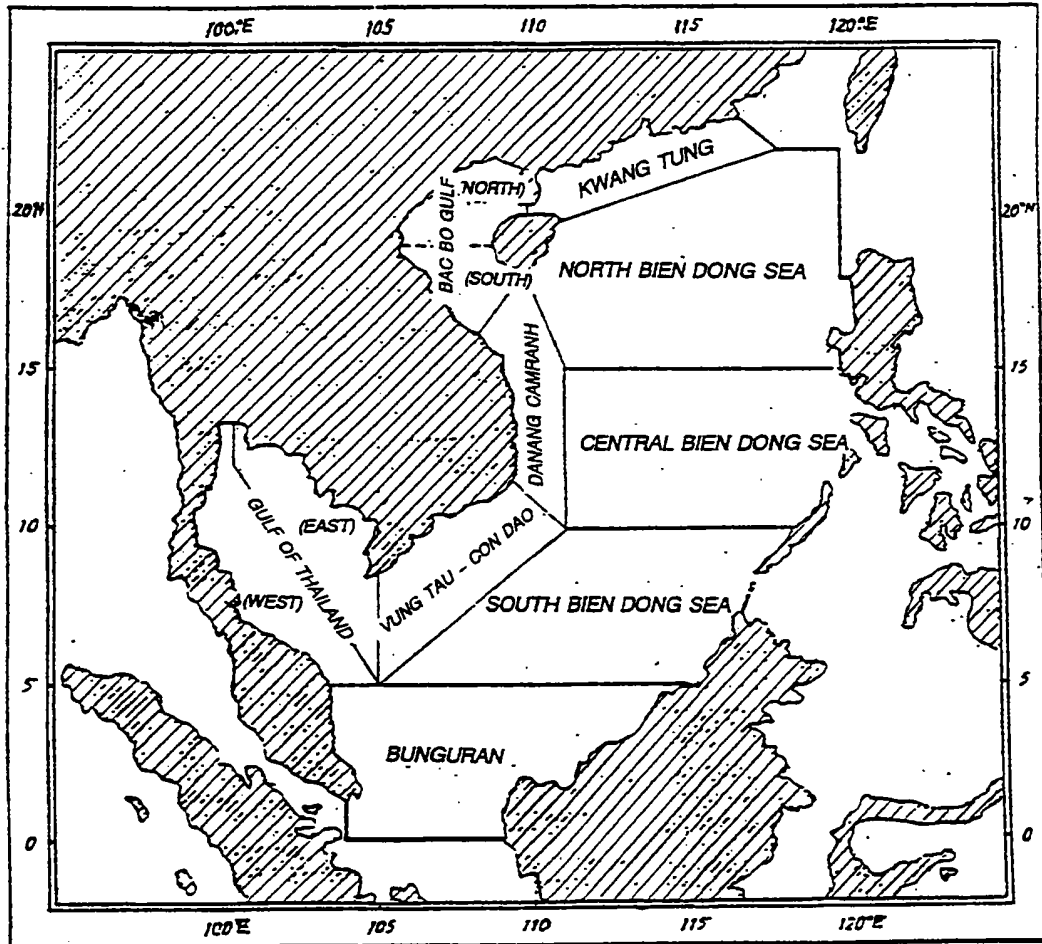 100°E 105 110 115 120°E
KWANG TUNG
(NORTH)
20°N 20°N
BAC BO GULF
(SOUTH)
NORTH BIEN DONG SEA
15 15
DANANG CAMRANH
CENTRAL BIEN DONG SEA
10 10
GULF OF THAILAND
(EAST)
(WEST)
VUNG TAU - CON DAO
SOUTH BIEN DONG SEA
5 5
BUNGURAN
0 0
100°E 105 110 115 120°E